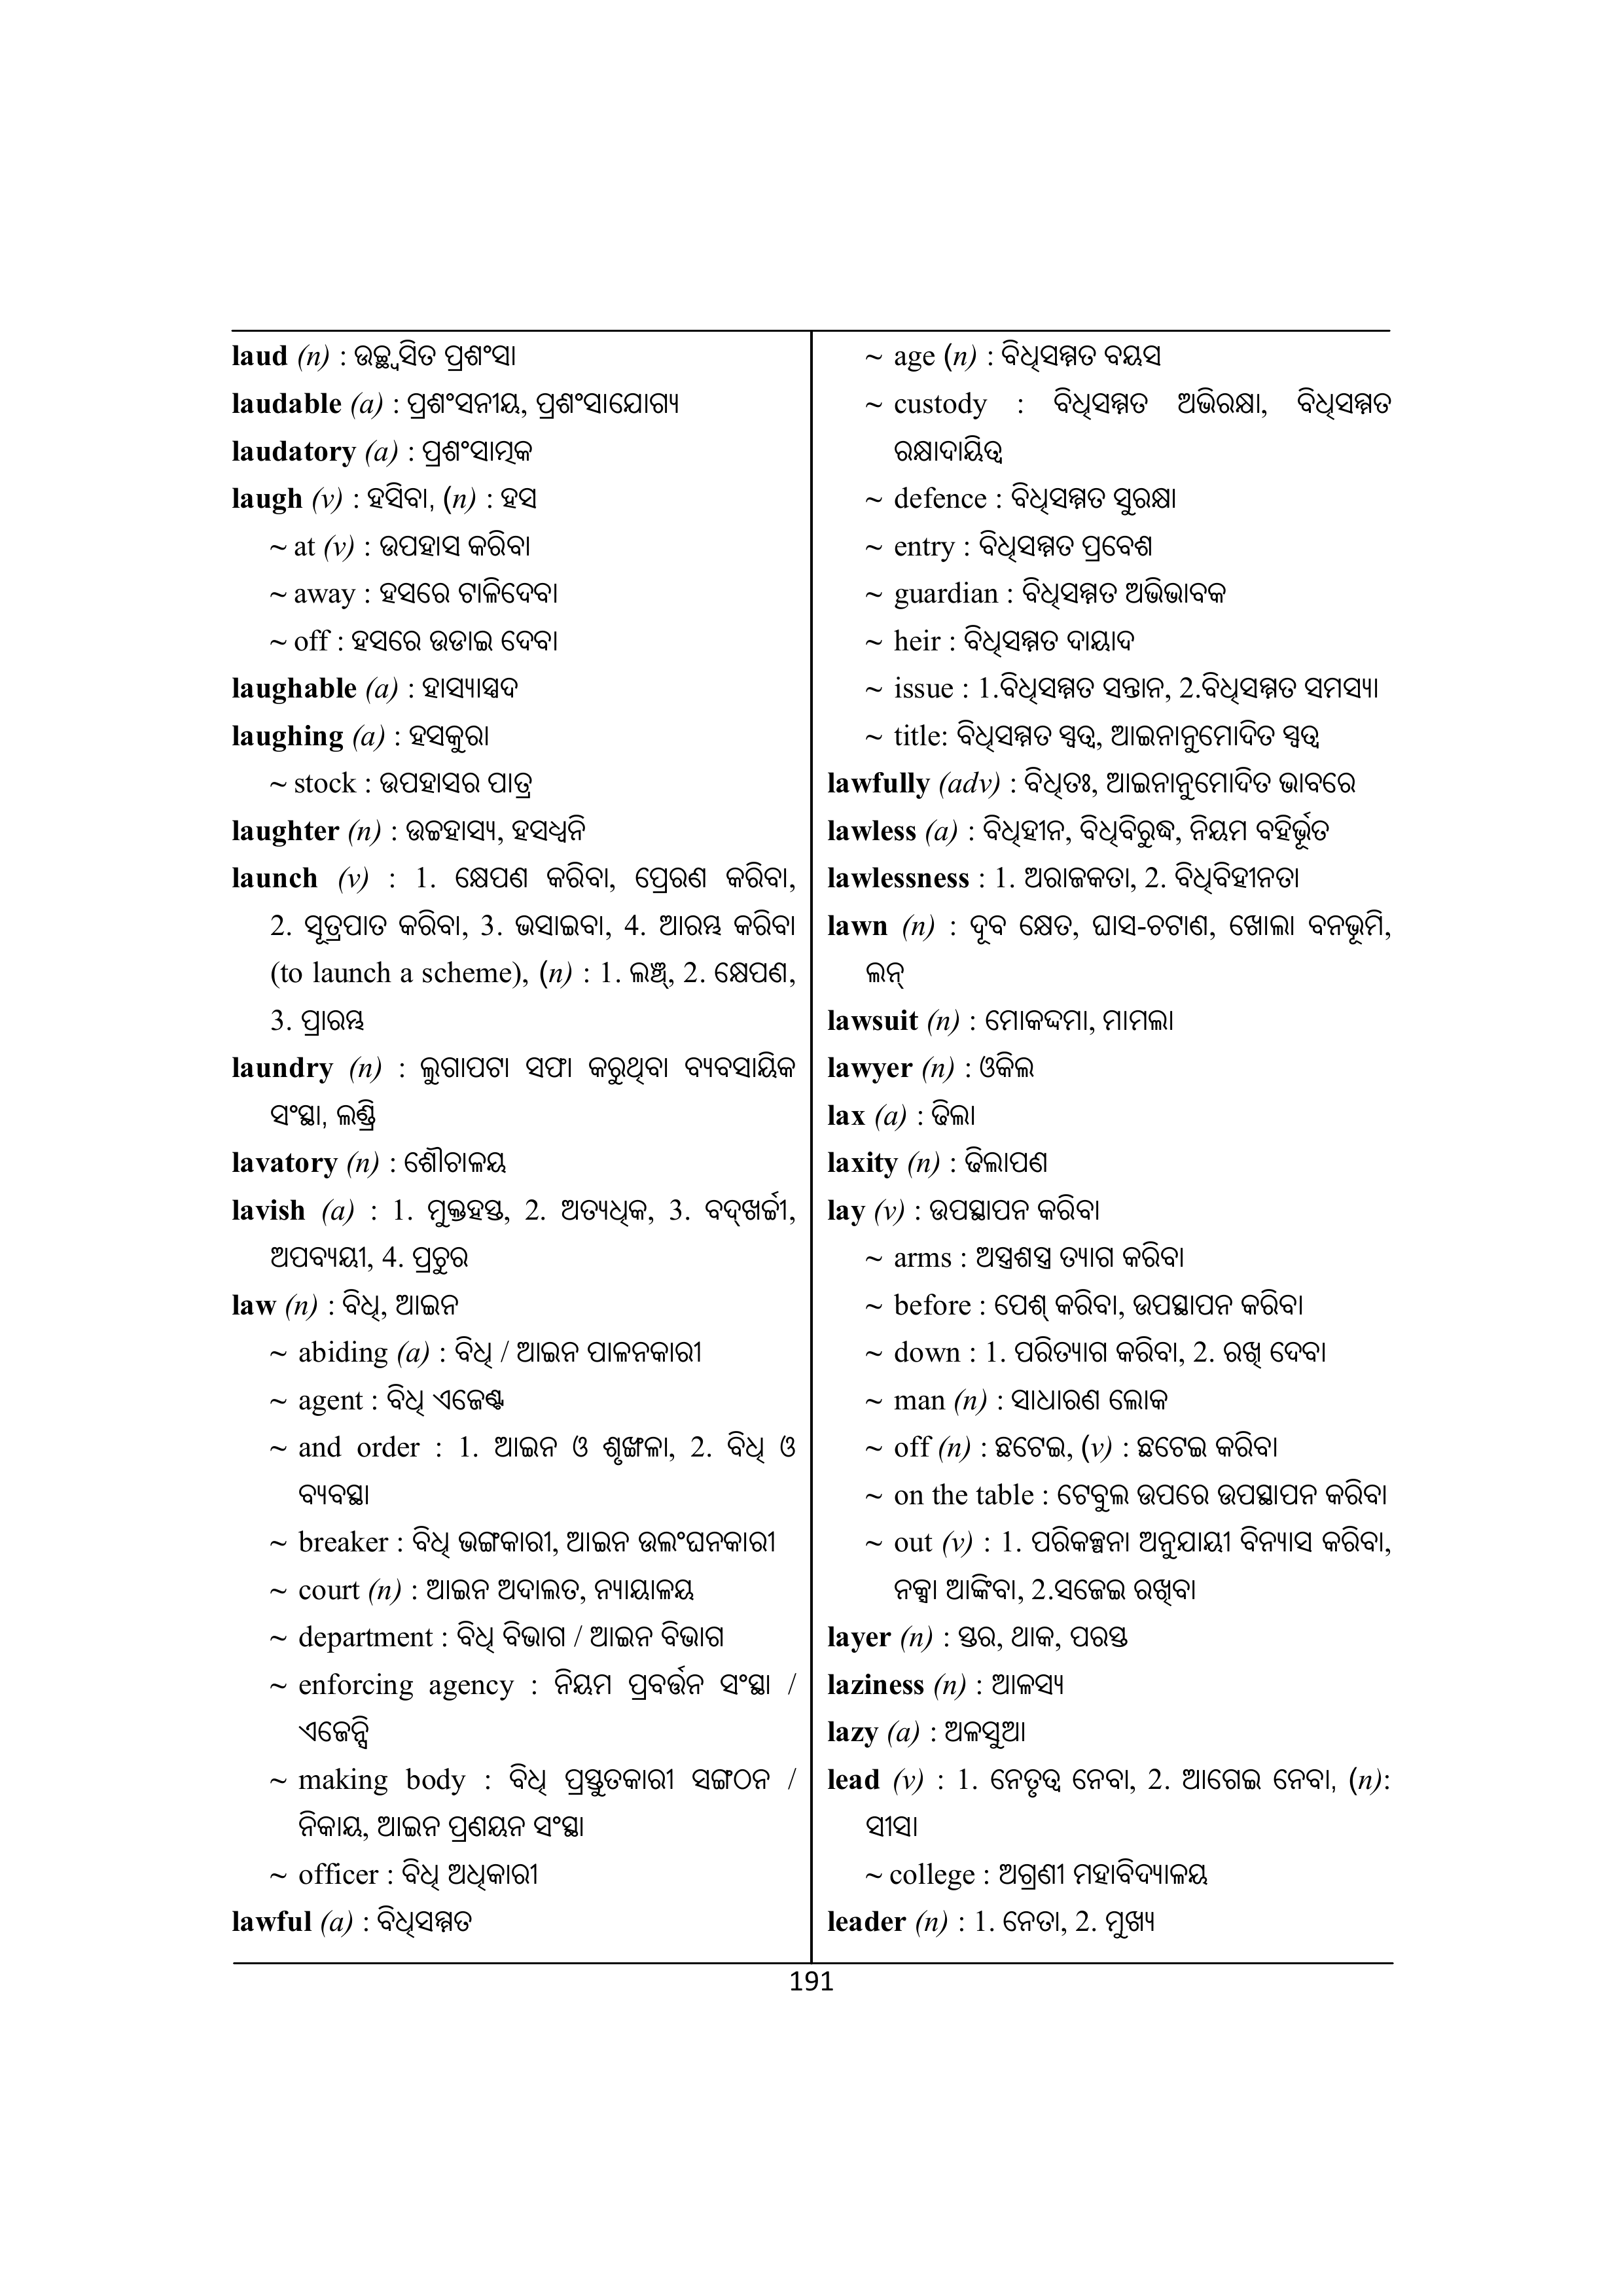 laud (n) : ଉଚ୍ଛ୍ୱସିତ ପ୍ରଶଂସା
laudable (a) : ପ୍ରଶଂସନୀୟ, ପ୍ରଶଂସାଯୋଗ୍ୟ
laudatory (a) : ପ୍ରଶଂସାତ୍ମକ
laugh (v) : ହସିବା, (n) : ହସ
~ at (v) : ଉପହାସ କରିବା
~ away : ହସରେ ଟାଳିଦେବା
~ off : ହସରେ ଉଡାଇ ଦେବା
laughable (a) : ହାସ୍ୟାସ୍ପଦ
laughing (a) : ହସକୁରା
~ stock : ଉପହାସର ପାତ୍ର
laughter (n) : ଉଚ୍ଚହାସ୍ୟ, ହସଧ୍ୱନି
launch (v) : 1. କ୍ଷେପଣ କରିବା, ପ୍ରେରଣ କରିବା,
2. ସୂତ୍ରପାତ କରିବା, 3. ଭସାଇବା, 4. ଆରମ୍ଭ କରିବା
(to launch a scheme), (n) : 1. ଲଞ୍ଚ୍, 2. କ୍ଷେପଣ,
3. ପ୍ରାରମ୍ଭ
laundry (n) : ଲୁଗାପଟା ସଫା କରୁଥିବା ବ୍ୟବସାୟିକ
ସଂସ୍ଥା, ଲଣ୍ଡ୍ରି
lavatory (n) : ଶୌଚାଳୟ
lavish (a) : 1. ମୁକ୍ତହସ୍ତ, 2. ଅତ୍ୟଧିକ, 3. ବଦ୍‌ଖର୍ଚ୍ଚୀ,
ଅପବ୍ୟୟୀ, 4. ପ୍ରଚୁର
law (n) : ବିଧି, ଆଇନ
~ abiding (a) : ବିଧି / ଆଇନ ପାଳନକାରୀ
~ agent : ବିଧି ଏଜେଣ୍ଟ
~ and order : 1. ଆଇନ ଓ ଶୃଙ୍ଖଳା, 2. ବିଧି ଓ
ବ୍ୟବସ୍ଥା
~ breaker : ବିଧି ଭଙ୍ଗକାରୀ, ଆଇନ ଉଲଂଘନକାରୀ
~ court (n) : ଆଇନ ଅଦାଲତ, ନ୍ୟାୟାଳୟ
~ department : ବିଧି ବିଭାଗ / ଆଇନ ବିଭାଗ
~ enforcing agency : ନିୟମ ପ୍ରବର୍ତ୍ତନ ସଂସ୍ଥା /
ଏଜେନ୍ସି
~ making body : ବିଧି ପ୍ରସ୍ତୁତକାରୀ ସଙ୍ଗଠନ /
ନିକାୟ, ଆଇନ ପ୍ରଣୟନ ସଂସ୍ଥା
~ officer : ବିଧି ଅଧିକାରୀ
lawful (a) : ବିଧିସମ୍ମତ
~ age (n) : ବିଧିସମ୍ମତ ବୟସ
~ custody : ବିଧିସମ୍ମତ ଅଭିରକ୍ଷା, ବିଧିସମ୍ମତ
ରକ୍ଷାଦାୟିତ୍ୱ
~ defence : ବିଧିସମ୍ମତ ସୁରକ୍ଷା
~ entry : ବିଧିସମ୍ମତ ପ୍ରବେଶ
~ guardian : ବିଧିସମ୍ମତ ଅଭିଭାବକ
~ heir : ବିଧିସମ୍ମତ ଦାୟାଦ
~ issue : 1.ବିଧିସମ୍ମତ ସନ୍ତାନ, 2.ବିଧିସମ୍ମତ ସମସ୍ୟା
~ title: ବିଧିସମ୍ମତ ସ୍ୱତ୍ୱ, ଆଇନାନୁମୋଦିତ ସ୍ୱତ୍ୱ
lawfully (adv) : ବିଧିତଃ, ଆଇନାନୁମୋଦିତ ଭାବରେ
lawless (a) : ବିଧିହୀନ, ବିଧିବିରୁଦ୍ଧ, ନିୟମ ବହିର୍ଭୂତ
lawlessness : 1. ଅରାଜକତା, 2. ବିଧିବିହୀନତା
lawn (n) : ଦୂବ କ୍ଷେତ, ଘାସ-ଚଟାଣ, ଖୋଲା ବନଭୂମି,
ଲନ୍
lawsuit (n) : ମୋକଦ୍ଦମା, ମାମଲା
lawyer (n) : ଓକିଲ
lax (a) : ଢିଲା
laxity (n) : ଢିଲାପଣ
lay (v) : ଉପସ୍ଥାପନ କରିବା
~ arms : ଅସ୍ତ୍ରଶସ୍ତ୍ର ତ୍ୟାଗ କରିବା
~ before : ପେଶ୍ କରିବା, ଉପସ୍ଥାପନ କରିବା
~ down : 1. ପରିତ୍ୟାଗ କରିବା, 2. ରଖି ଦେବା
~ man (n) : ସାଧାରଣ ଲୋକ
~ off (n) : ଛଟେଇ, (v) : ଛଟେଇ କରିବା
~ on the table : ଟେବୁଲ ଉପରେ ଉପସ୍ଥାପନ କରିବା
~ out (v) : 1. ପରିକଳ୍ପନା ଅନୁଯାୟୀ ବିନ୍ୟାସ କରିବା,
ନକ୍ସା ଆଙ୍କିବା, 2.ସଜେଇ ରଖିବା
layer (n) : ସ୍ତର, ଥାକ, ପରସ୍ତ
laziness (n) : ଆଳସ୍ୟ
lazy (a) : ଅଳସୁଆ
lead (v) : 1. ନେତୃତ୍ୱ ନେବା, 2. ଆଗେଇ ନେବା, (n):
ସୀସା
~ college : ଅଗ୍ରଣୀ ମହାବିଦ୍ୟାଳୟ
leader (n) : 1. ନେତା, 2. ମୁଖ୍ୟ
191